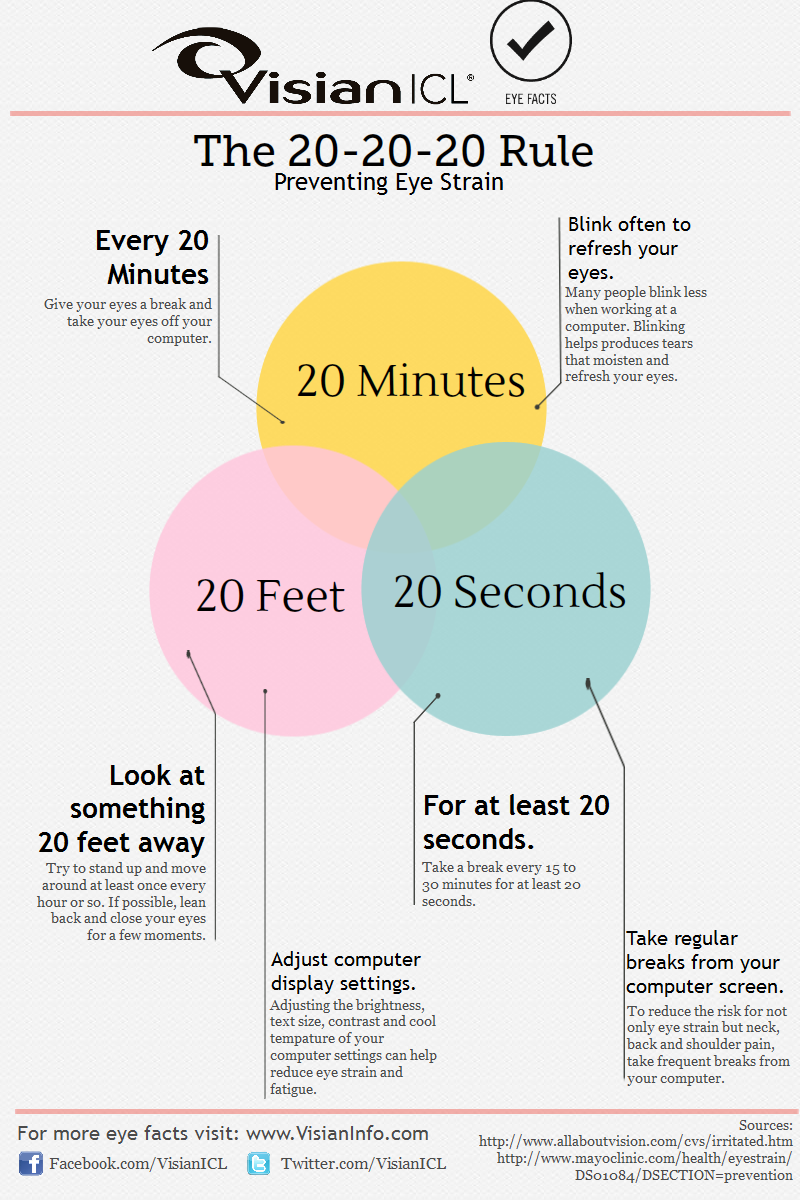 Visian ICL®
EYE FACTS
The 20-20-20 Rule
Preventing Eye Strain
Every 20
Minutes
Give your eyes a break and
take your eyes off your
computer.
Blink often to
refresh your
eyes.
Many people blink less
when working at a
computer. Blinking
helps produces tears
that moisten and
refresh your eyes.
20 Minutes
20 Feet
20 Seconds
Look at
something
20 feet away
Try to stand up and move
around at least once every
hour or so. If possible, lean
back and close your eyes
for a few moments.
Adjust computer
display settings.
Adjusting the brightness,
text size, contrast and cool
tempature of your
computer settings can help
reduce eye strain and
fatigue.
For at least 20
seconds.
Take a break every 15 to
30 minutes for at least 20
seconds.
Take regular
breaks from your
computer screen.
To reduce the risk for not
only eye strain but neck,
back and shoulder pain,
take frequent breaks from
your computer.
For more eye facts visit: www.VisianInfo.com
Facebook.com/VisianICL
Twitter.com/VisianICL
Sources:
http://www.allaboutvision.com/cvs/irritated.htm
http://www.mayoclinic.com/health/eyestrain/
DS01084/DSECTION=prevention